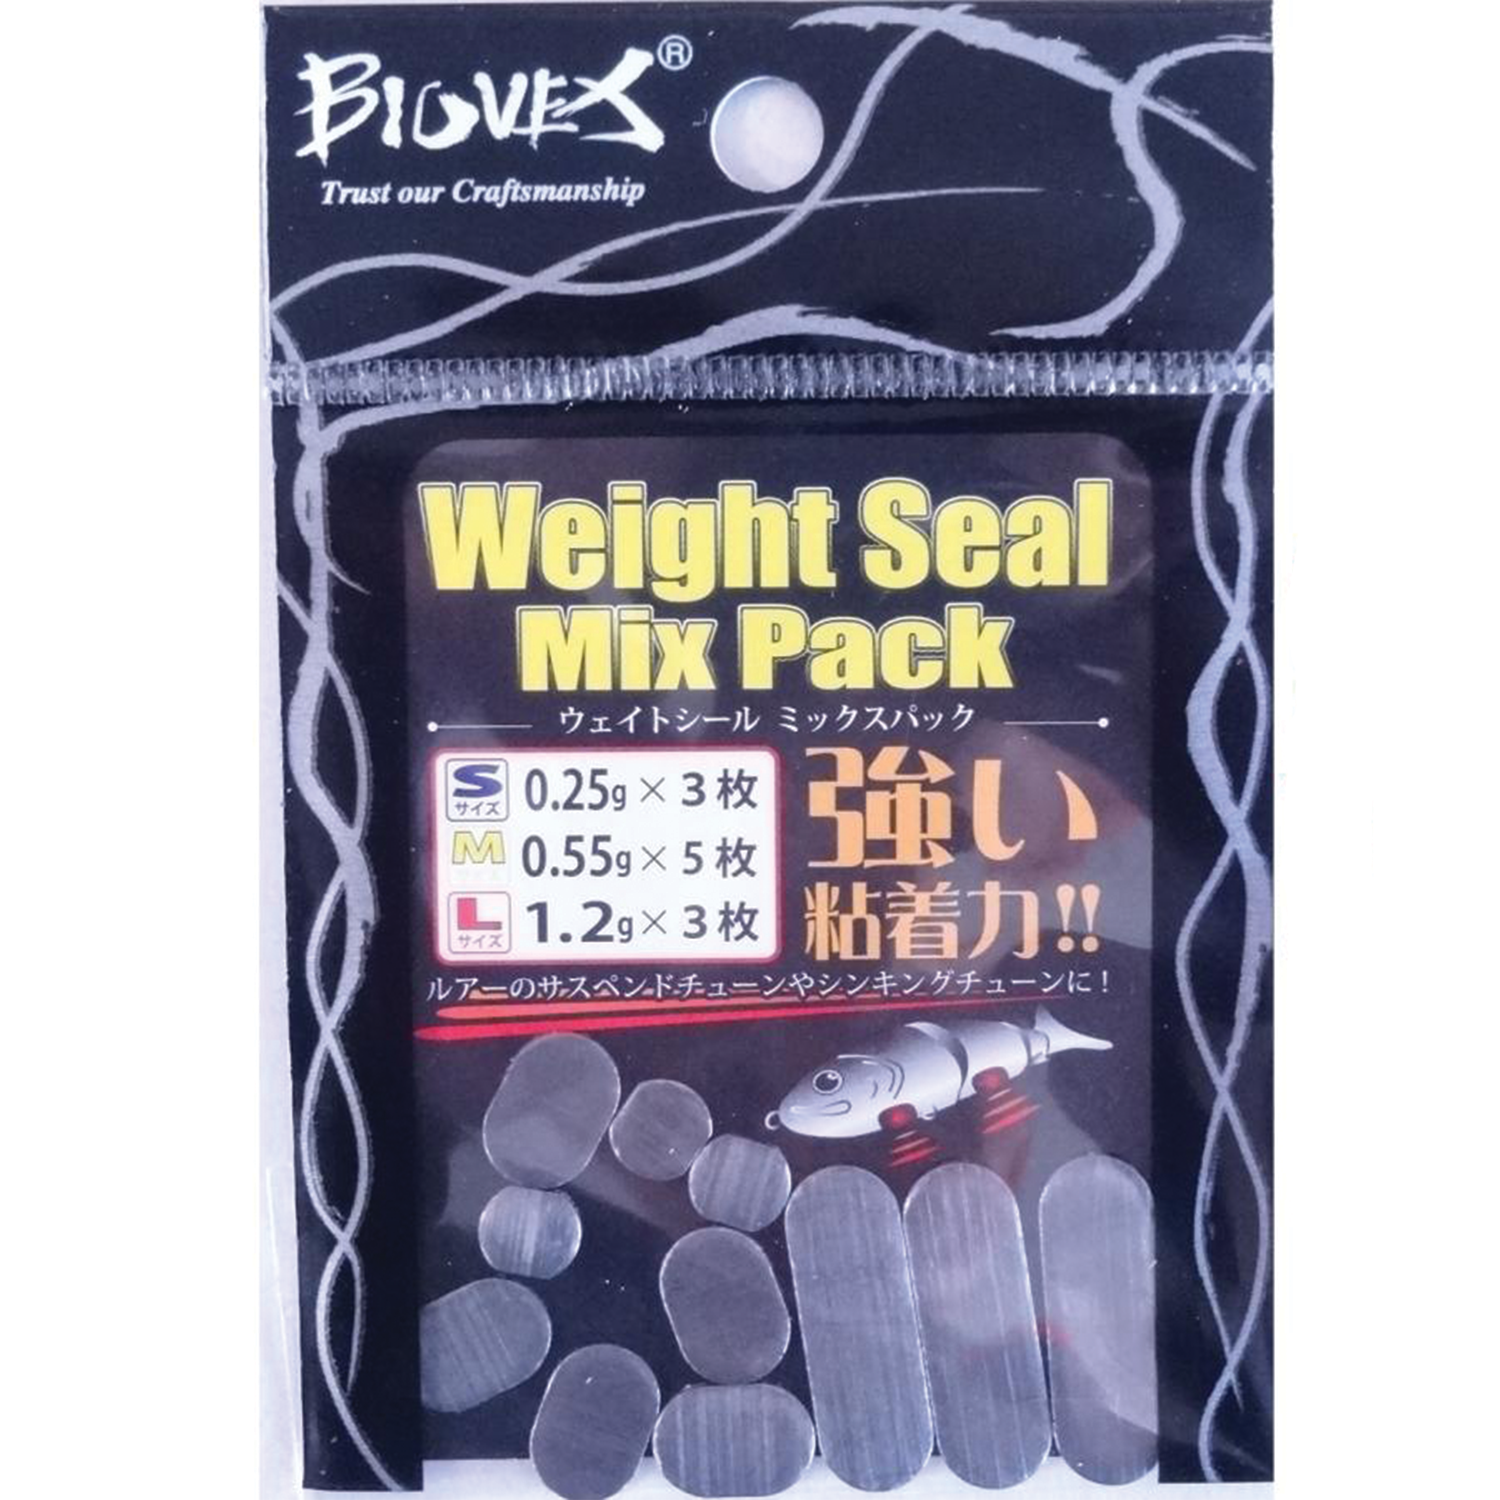 BIOVEX®
Trust our Craftsmanship
Weight Seal
Mix Pack
ウェイトシール ミックスパック
S サイズ 0.25g × 3枚
M サイズ 0.55g × 5枚
L サイズ 1.2g × 3枚
強い
粘着力!!
ルアーのサスペンドチューンやシンキングチューンに！